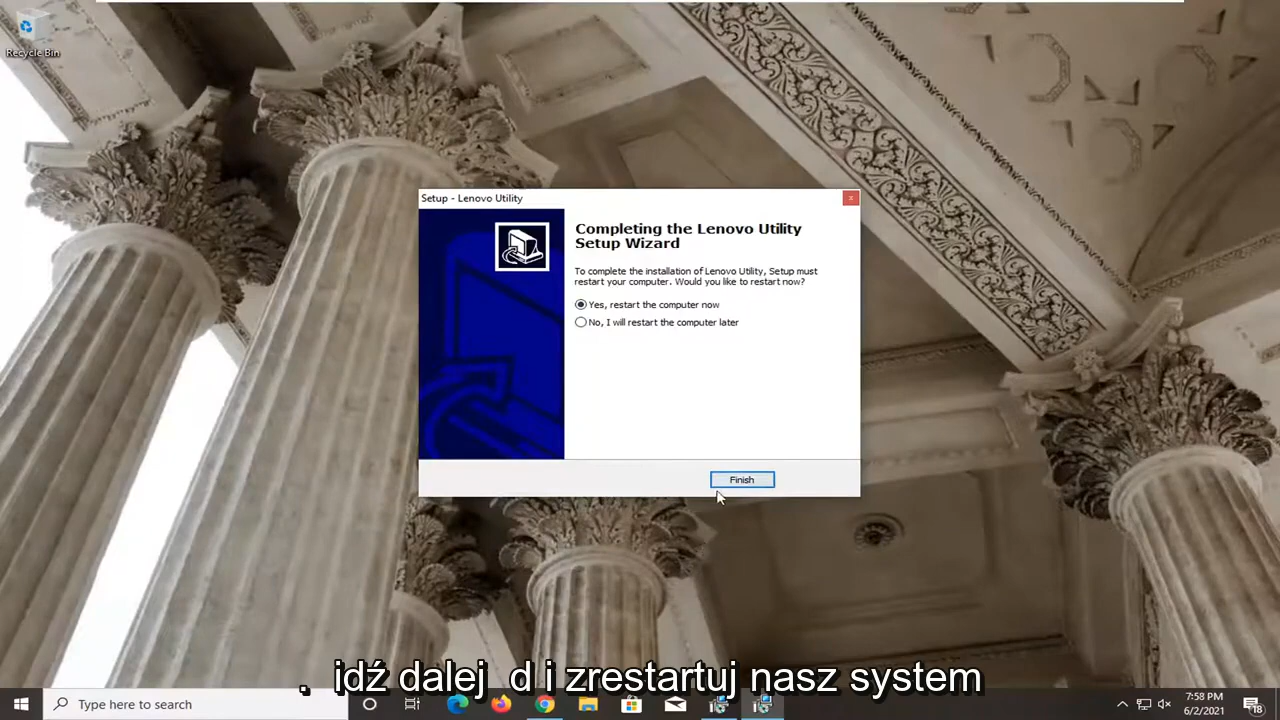 Recycle Bin
Setup - Lenovo Utility
x
Completing the Lenovo Utility
Setup Wizard
To complete the installation of Lenovo Utility, Setup must
restart your computer. Would you like to restart now?
Yes, restart the computer now
No, I will restart the computer later
Finish
. idź dalej d i zrestartuj nasz system
Type here to search
7:58 PM
6/2/2021
18